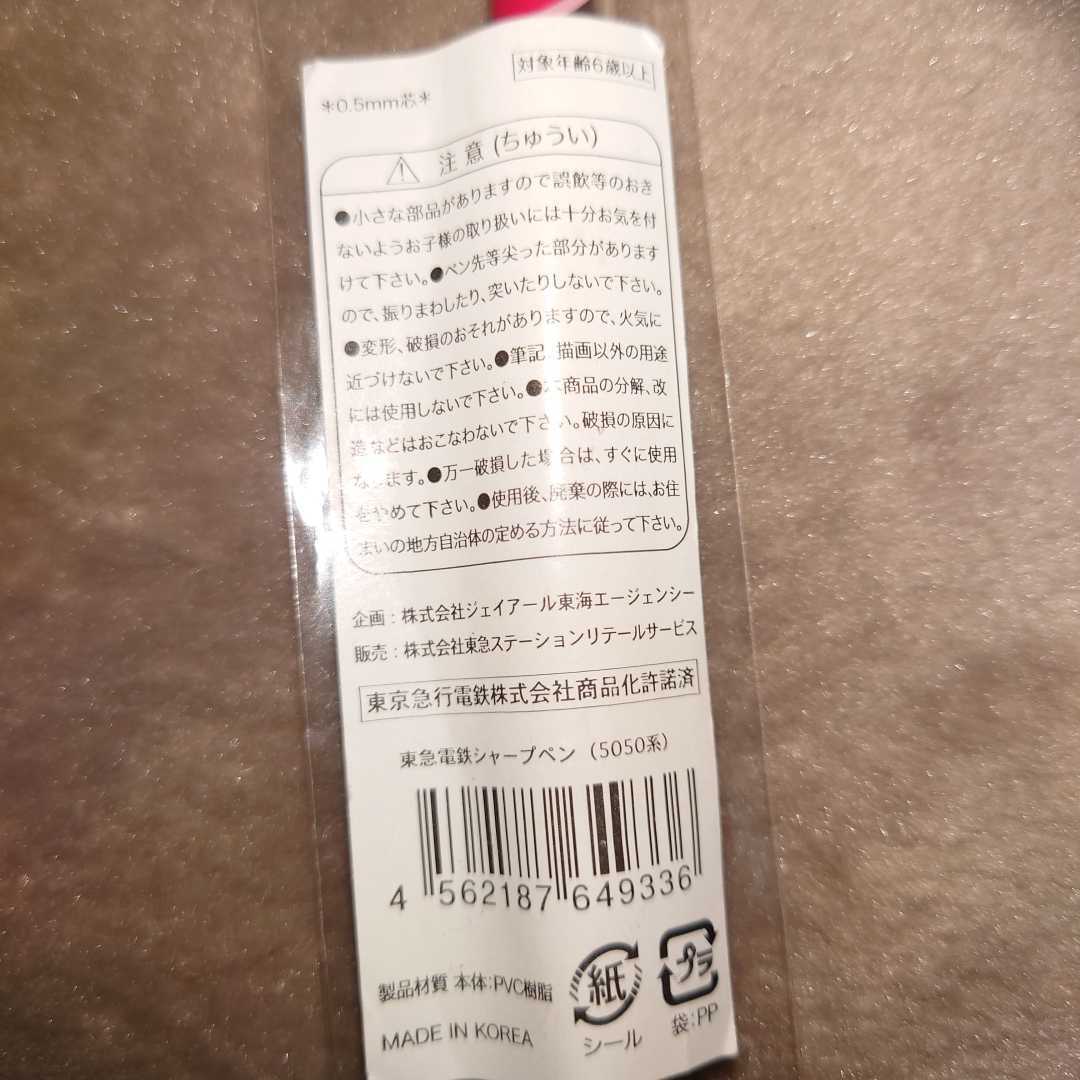 対象年齢6歳以上
*0.5mm芯*
注意(ちゅうい)
●小さな部品がありますので誤飲等のおき
ないようお子様の取り扱いには十分お気を付
けて下さい。●ペン先等尖った部分があります
ので、振りまわしたり、突いたりしないで下さい。
●変形、破損のおそれがありますので、火気に
近づけないで下さい。●筆記、描画以外の用途
には使用しないで下さい。●本商品の分解、改
造などはおこなわないで下さい。破損の原因に
なります。●万一破損した場合は、すぐに使用
をやめて下さい。●使用後、廃棄の際には、お住
まいの地方自治体の定める方法に従って下さい。
企画:株式会社ジェイアール東海エージェンシー
販売:株式会社東急ステーションリテールサービス
東京急行電鉄株式会社商品化許諾済
東急電鉄シャープペン (5050系)
4 562187 649336
製品材質 本体:PVC樹脂
MADE IN KOREA
紙
シール
プラ
袋:PP